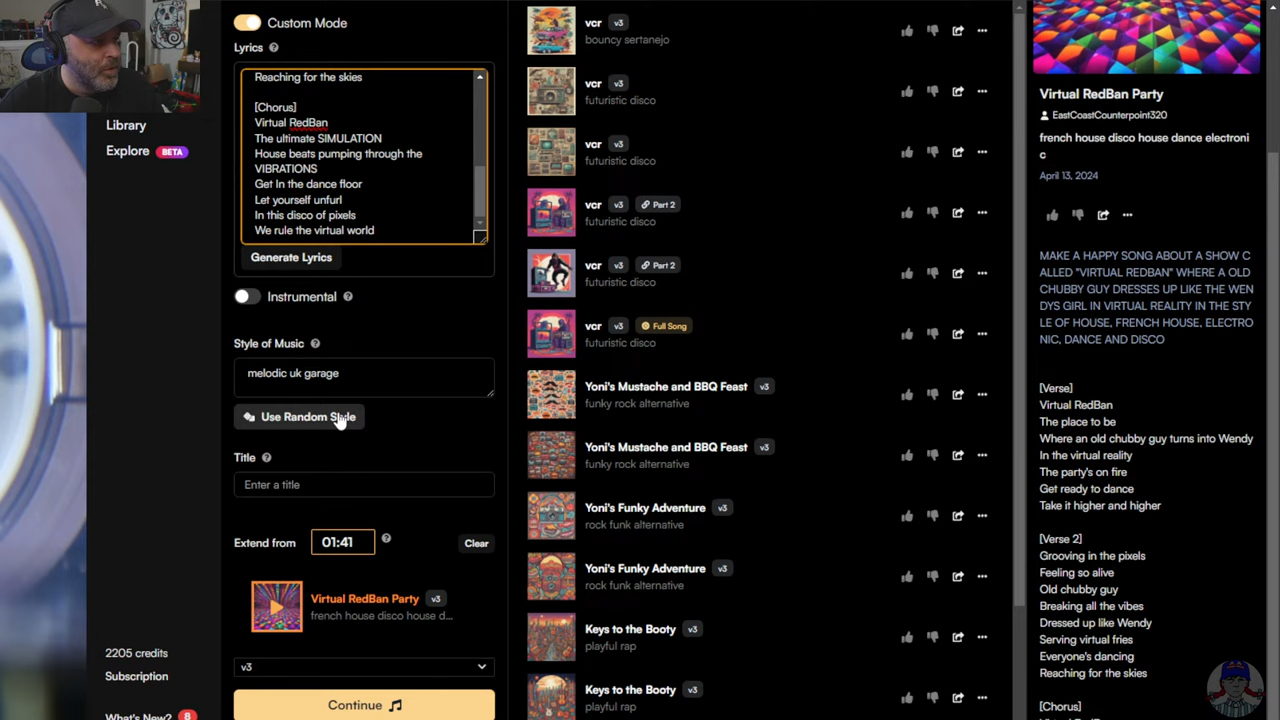 Library
Explore BETA
2205 credits
Subscription
What's New? 8
Custom Mode
Lyrics ?
Reaching for the skies
[Chorus]
Virtual RedBan
The ultimate SIMULATION
House beats pumping through the
VIBRATIONS
Get In the dance floor
Let yourself unfurl
In this disco of pixels
We rule the virtual world
Generate Lyrics
Instrumental ?
Style of Music ?
melodic uk garage
Use Random Style
Title ?
Enter a title
Extend from 01:41 ? Clear
Virtual RedBan Party v3
french house disco house d...
v3
Continue
vcr v3
bouncy sertanejo
vcr v3
futuristic disco
vcr v3
futuristic disco
vcr v3 Part 2
futuristic disco
vcr v3 Part 2
futuristic disco
vcr v3 Full Song
futuristic disco
Yoni's Mustache and BBQ Feast v3
funky rock alternative
Yoni's Mustache and BBQ Feast v3
funky rock alternative
Yoni's Funky Adventure v3
rock funk alternative
Yoni's Funky Adventure v3
rock funk alternative
Keys to the Booty v3
playful rap
Keys to the Booty v3
playful rap
Virtual RedBan Party
EastCoastCounterpoint320
french house disco house dance electroni
c
April 13, 2024
MAKE A HAPPY SONG ABOUT A SHOW C
ALLED "VIRTUAL REDBAN" WHERE A OLD
CHUBBY GUY DRESSES UP LIKE THE WEN
DYS GIRL IN VIRTUAL REALITY IN THE STY
LE OF HOUSE, FRENCH HOUSE, ELECTRO
NIC, DANCE AND DISCO
[Verse]
Virtual RedBan
The place to be
Where an old chubby guy turns into Wendy
In the virtual reality
The party's on fire
Get ready to dance
Take it higher and higher
[Verse 2]
Grooving in the pixels
Feeling so alive
Old chubby guy
Breaking all the vibes
Dressed up like Wendy
Serving virtual fries
Everyone's dancing
Reaching for the skies
[Chorus]